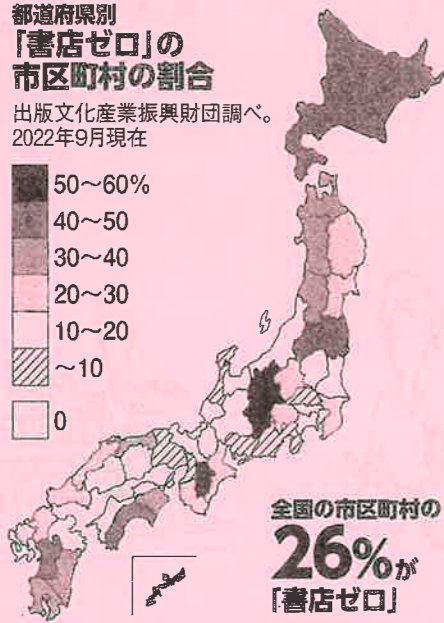 都道府県別
「書店ゼロ」の
市区町村の割合
出版文化産業振興財団調べ。
2022年9月現在
50～60%
40～50
30～40
20～30
10～20
～10
0
全国の市区町村の
26%が
「書店ゼロ」